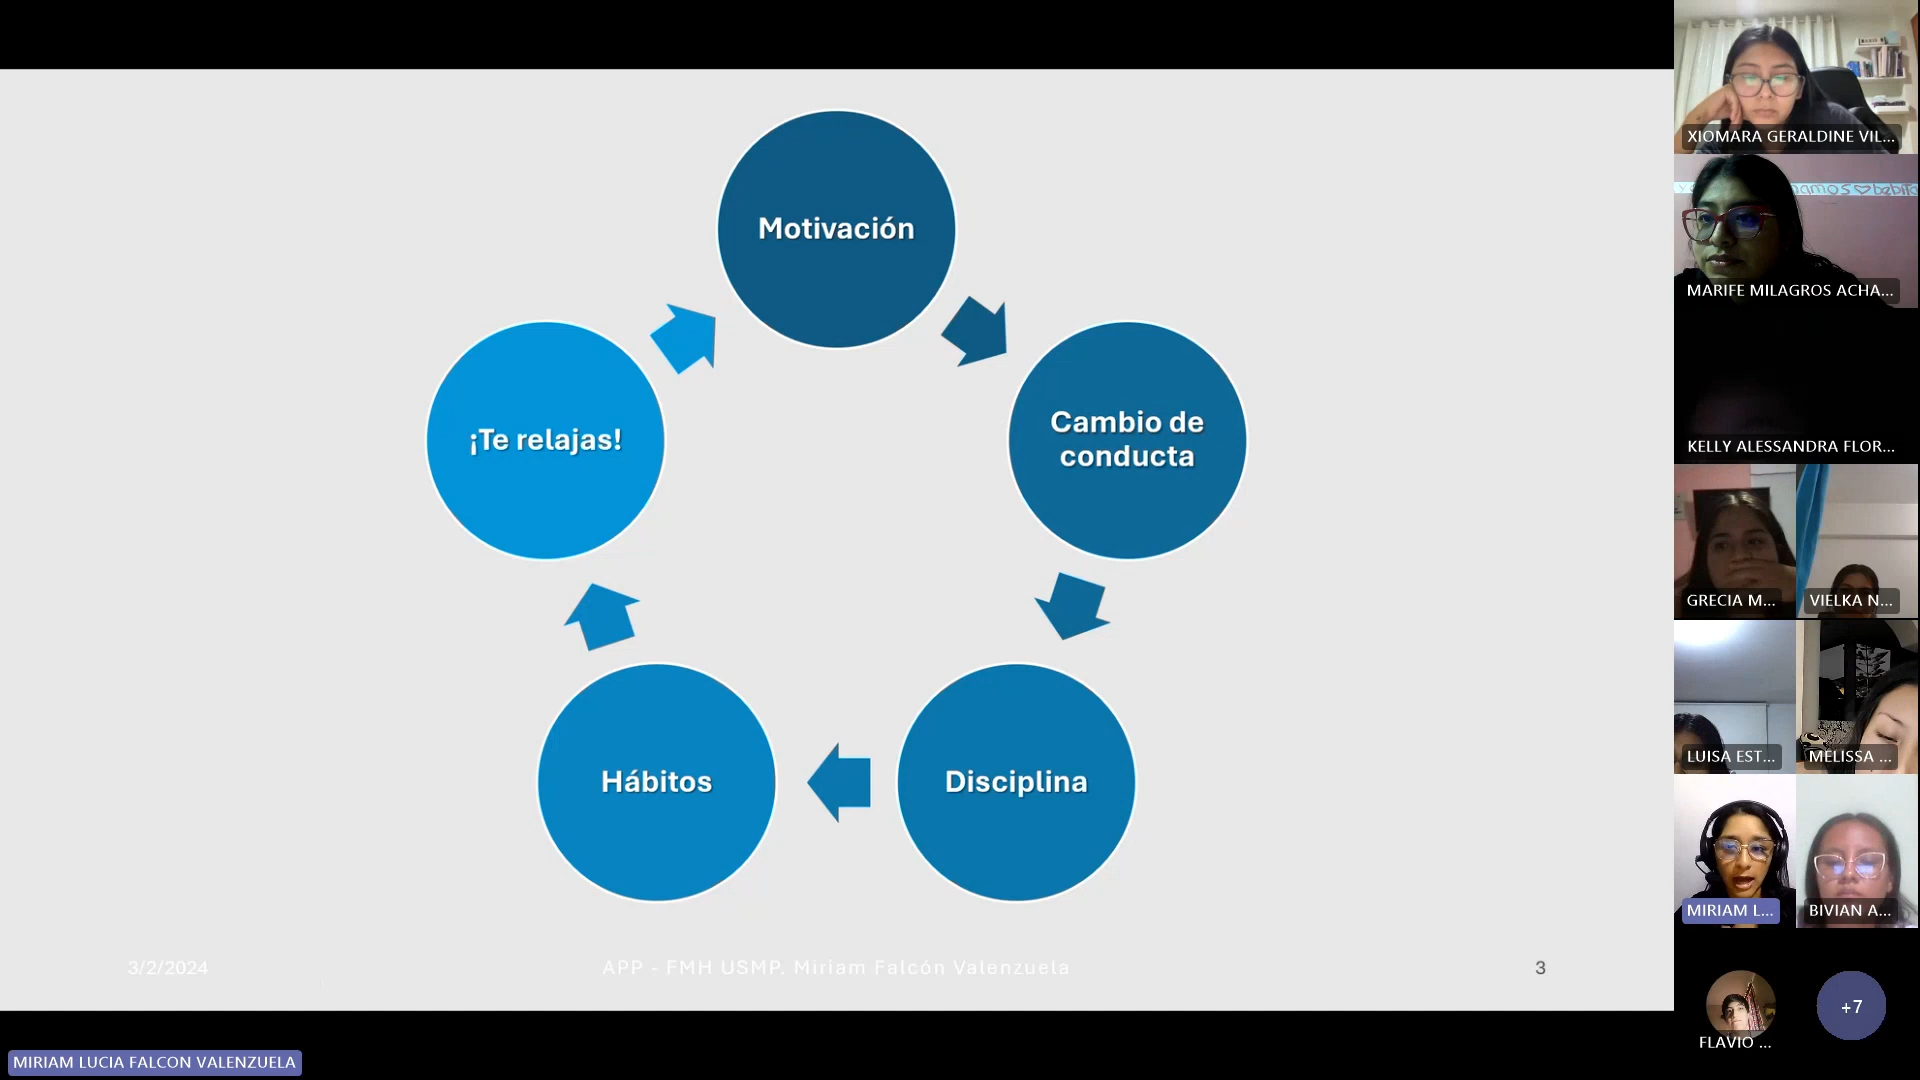 Motivación
Cambio de
conducta
Disciplina
Hábitos
¡Te relajas!
3/2/2024
APP - FMH USMP. Miriam Falcón Valenzuela
3
MIRIAM LUCIA FALCON VALENZUELA
XIOMARA GERALDINE VIL...
MARIFE MILAGROS ACHA...
KELLY ALESSANDRA FLOR...
GRECIA M...
VIELKA N...
LUISA EST...
MELISSA ...
MIRIAM L...
BIVIAN A...
FLAVIO ...
+7